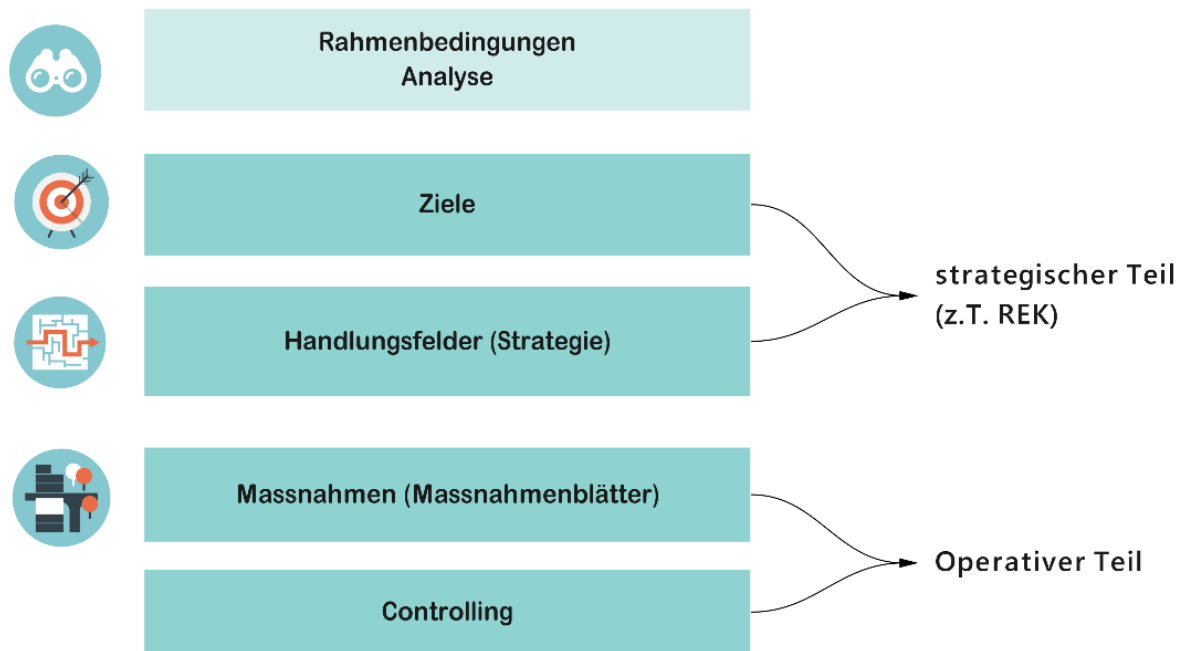 Rahmenbedingungen
Analyse
Ziele
Handlungsfelder (Strategie)
strategischer Teil
(z.T. REK)
Massnahmen (Massnahmenblätter)
Operativer Teil
Controlling